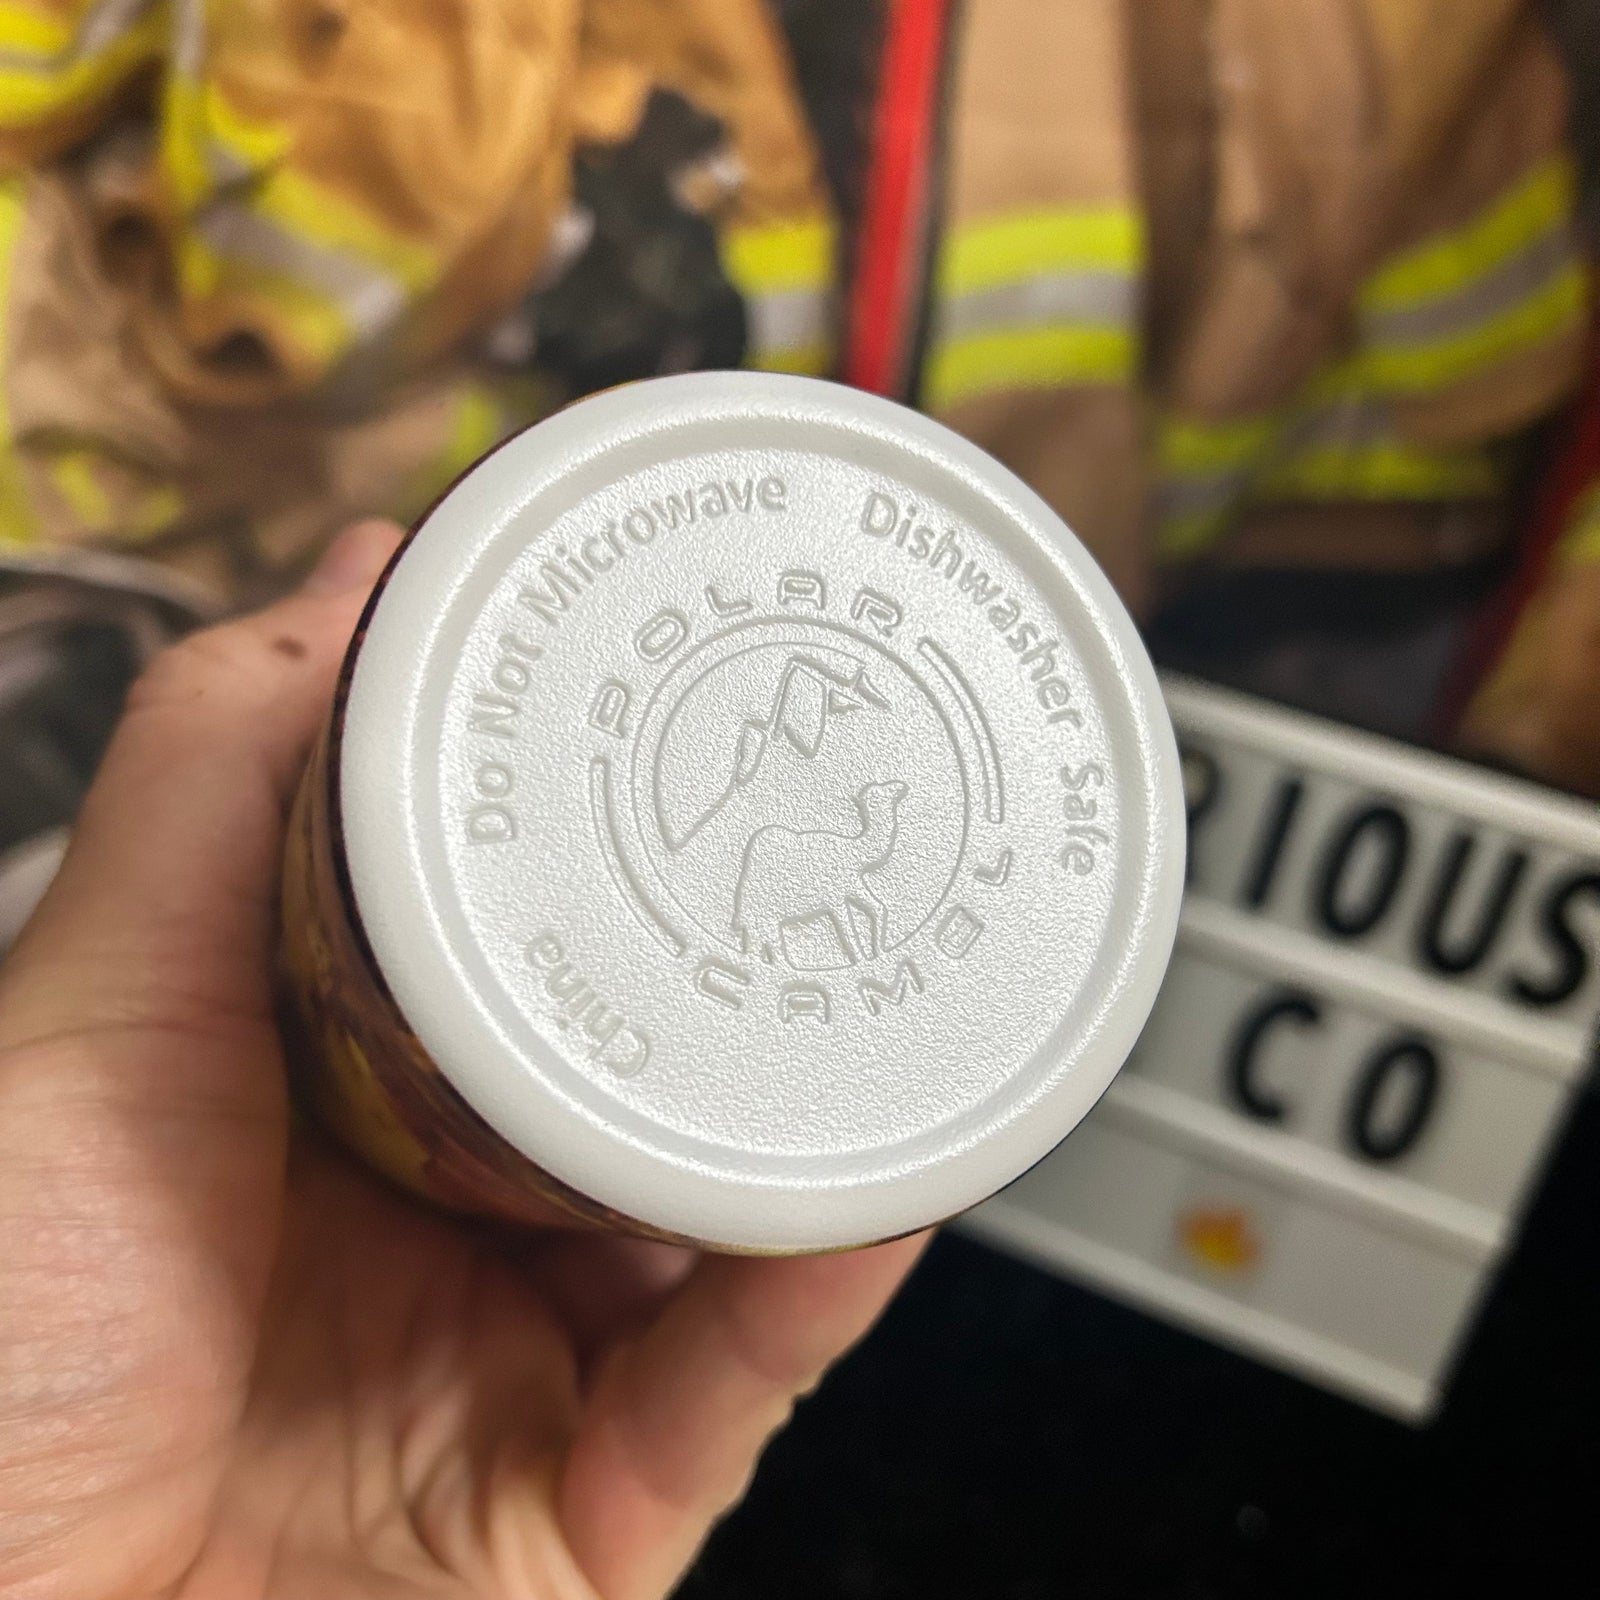 Do Not Microwave
Dishwasher Safe
POLAR
CAMEL
China
RIOUS
CO